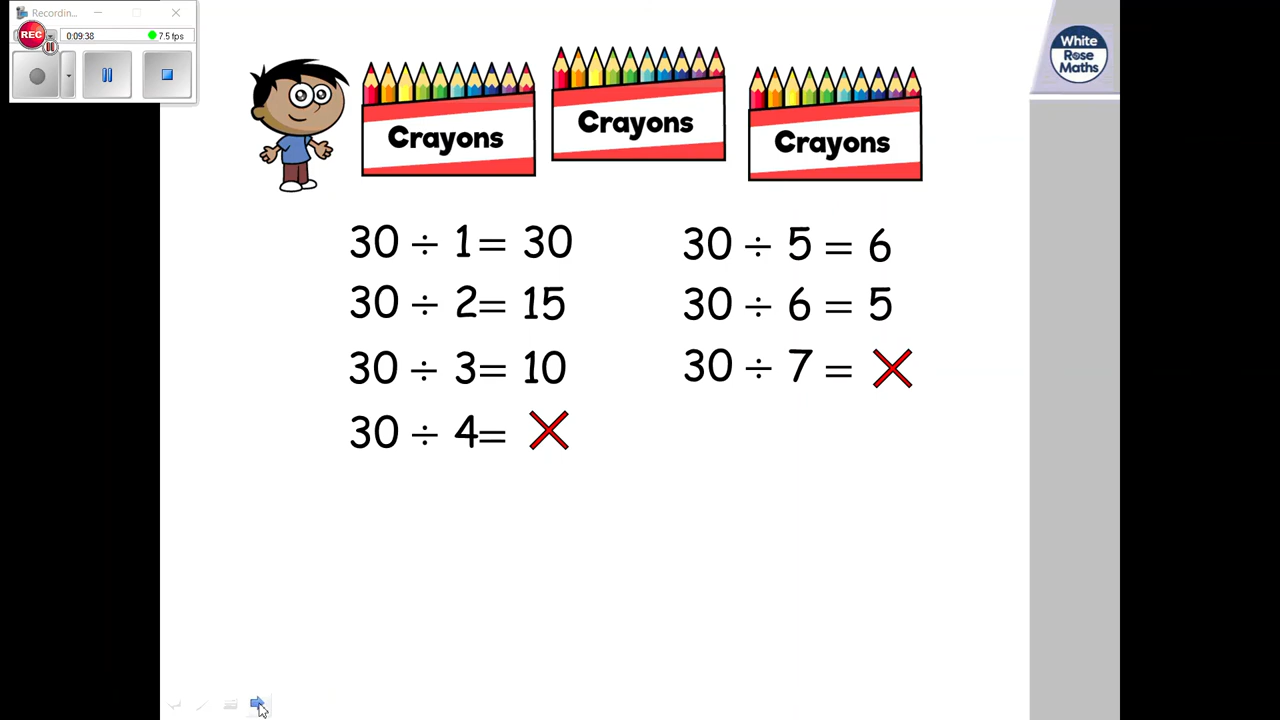 Recordin...
REC
0:09:38
7.5 fps
White
Rose
Maths
Crayons
Crayons
Crayons
30 ÷ 1= 30
30 ÷ 2= 15
30 ÷ 3= 10
30 ÷ 4=
30 ÷ 5 = 6
30 ÷ 6 = 5
30 ÷ 7 =